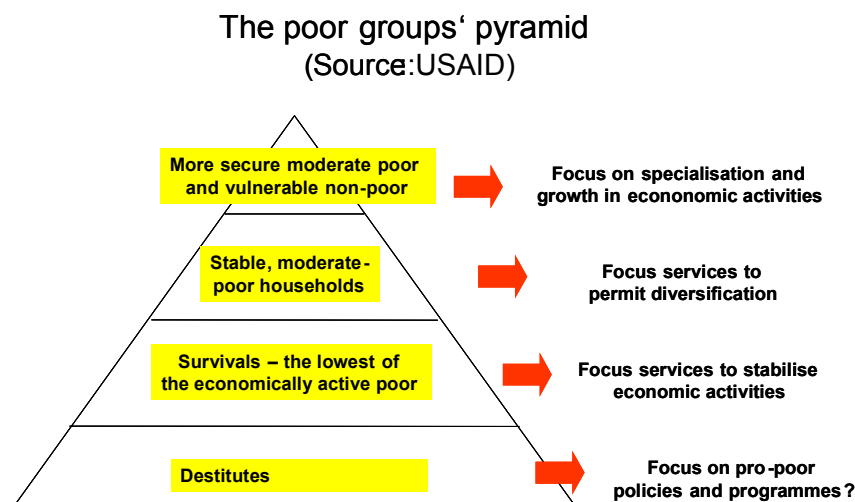 The poor groups‘ pyramid
(Source:USAID)
More secure moderate poor
and vulnerable non-poor
Focus on specialisation and
growth in econonomic activities
Stable, moderate-
poor households
Focus services to
permit diversification
Survivals – the lowest of
the economically active poor
Focus services to stabilise
economic activities
Destitutes
Focus on pro-poor
policies and programmes?